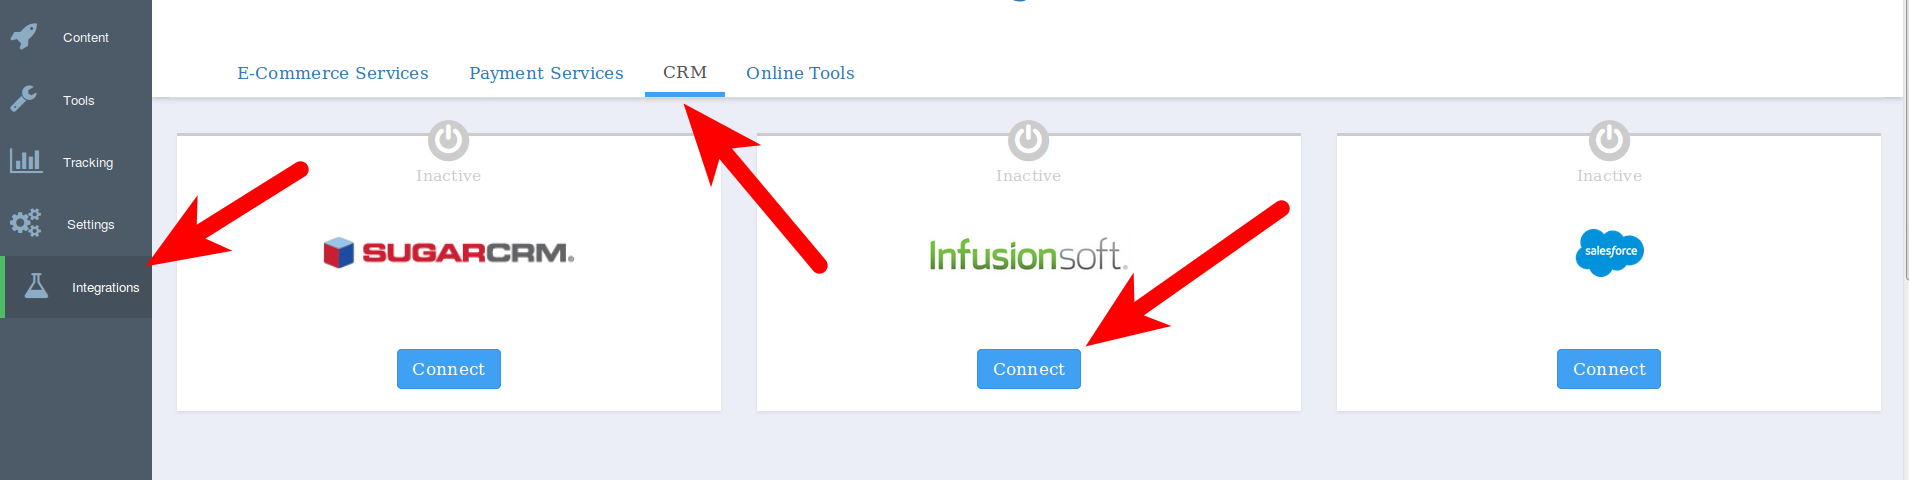 Content
Tools
Tracking
Settings
Integrations
E-Commerce Services Payment Services CRM Online Tools
Inactive Inactive Inactive
SUGARCRM® Infusionsoft® salesforce
Connect Connect Connect